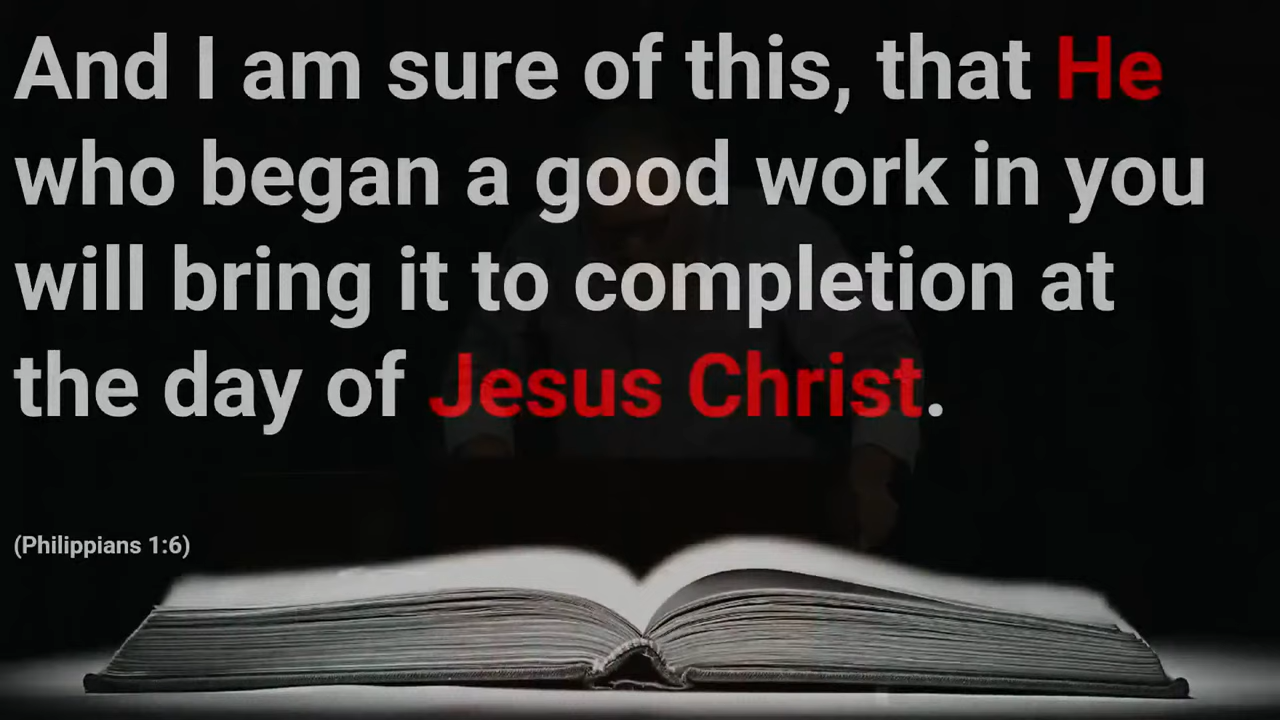 And I am sure of this, that He
who began a good work in you
will bring it to completion at
the day of Jesus Christ.
(Philippians 1:6)